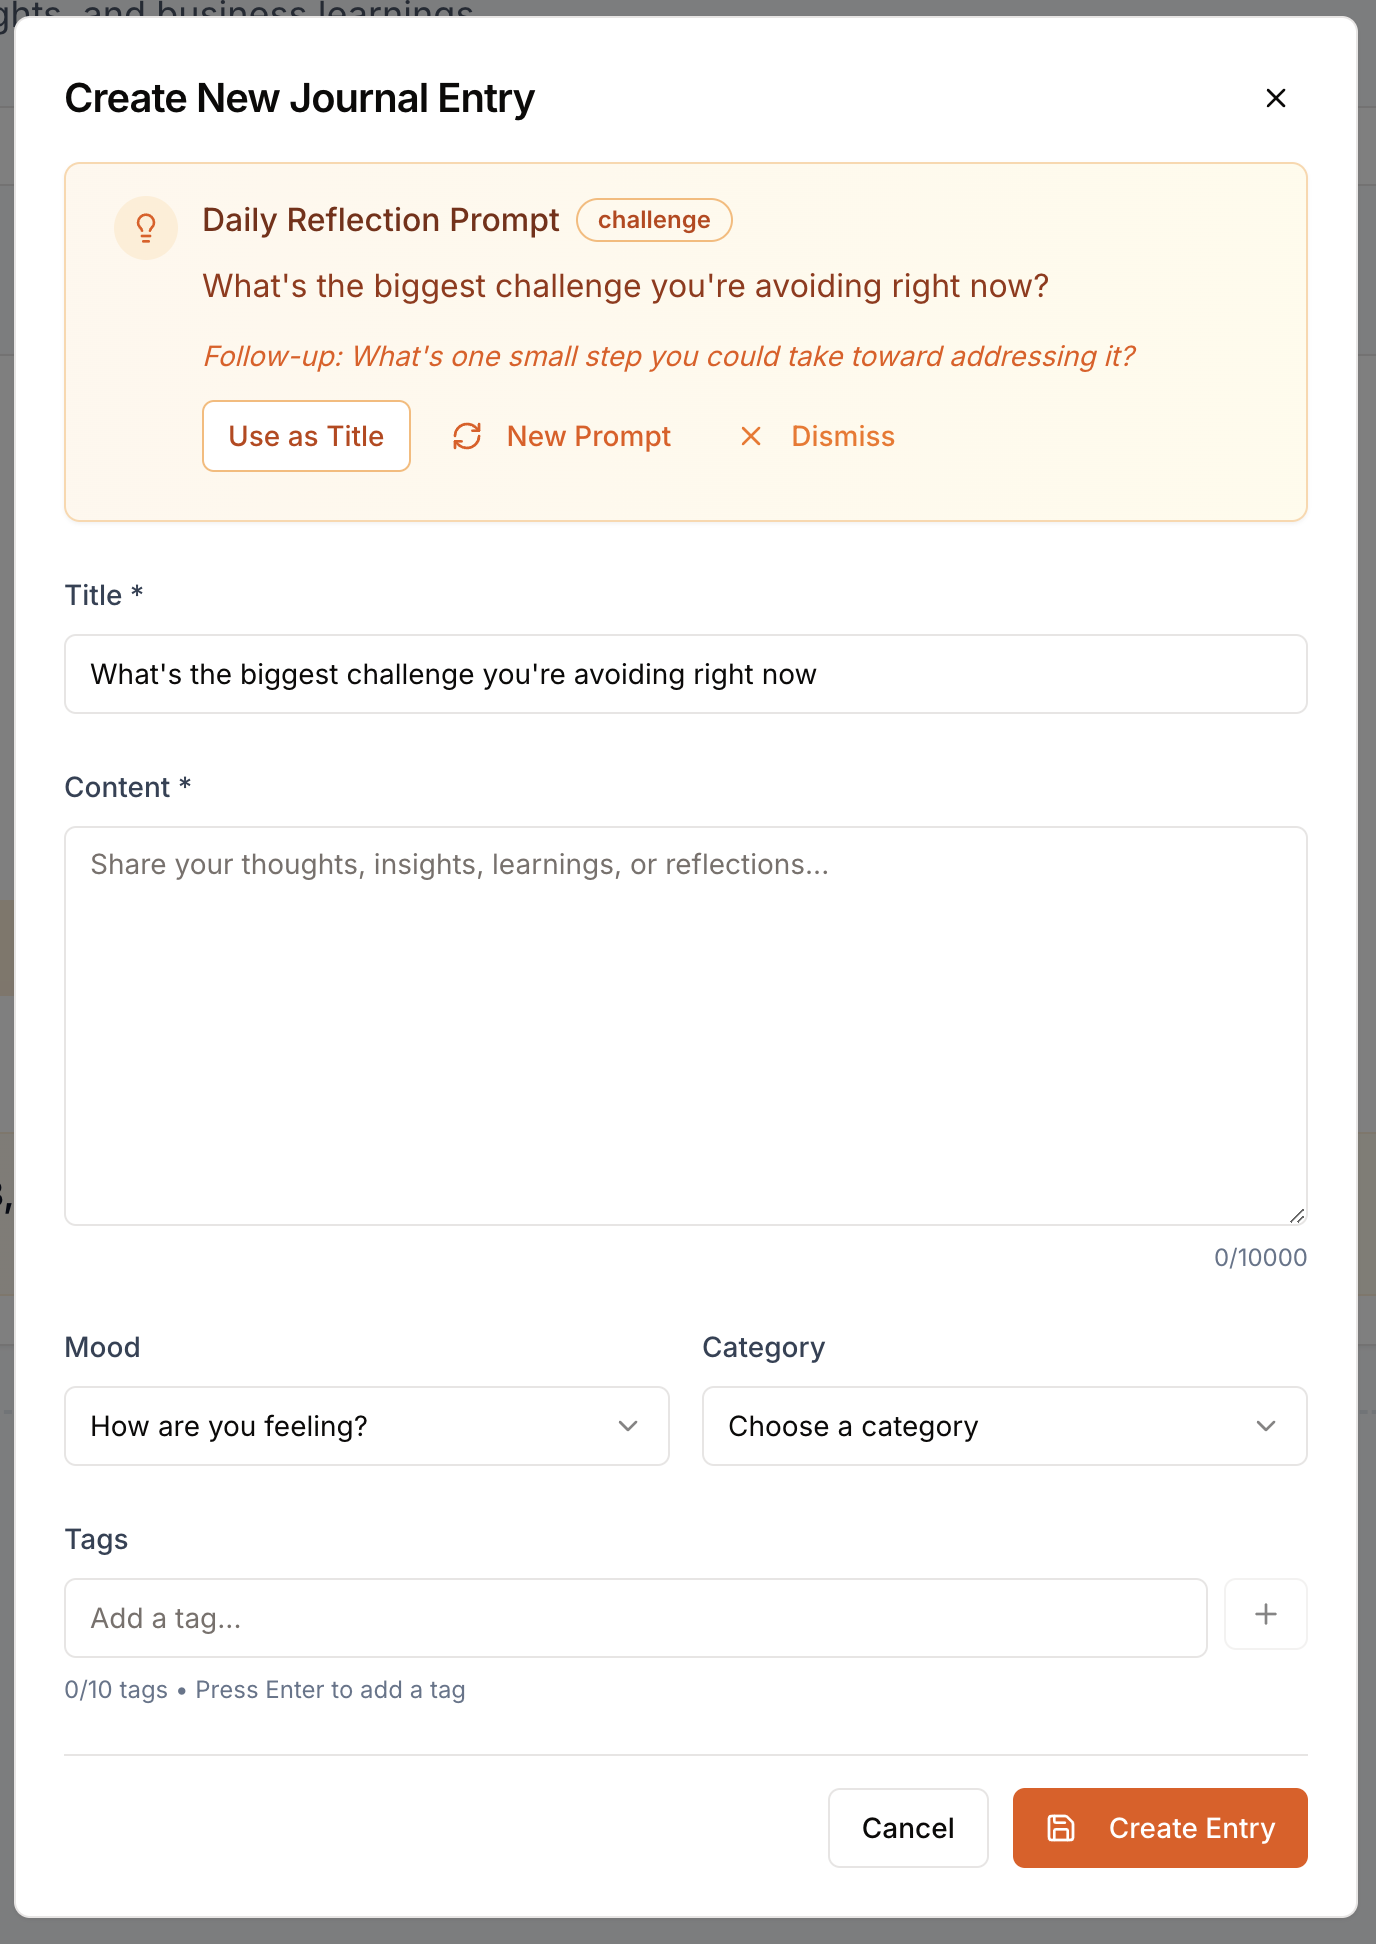 ghts, and business learnings
Create New Journal Entry
Daily Reflection Prompt challenge
What's the biggest challenge you're avoiding right now?
Follow-up: What's one small step you could take toward addressing it?
Use as Title New Prompt Dismiss
Title *
What's the biggest challenge you're avoiding right now
Content *
Share your thoughts, insights, learnings, or reflections...
0/10000
Mood Category
How are you feeling? Choose a category
Tags
Add a tag...
0/10 tags • Press Enter to add a tag
Cancel Create Entry